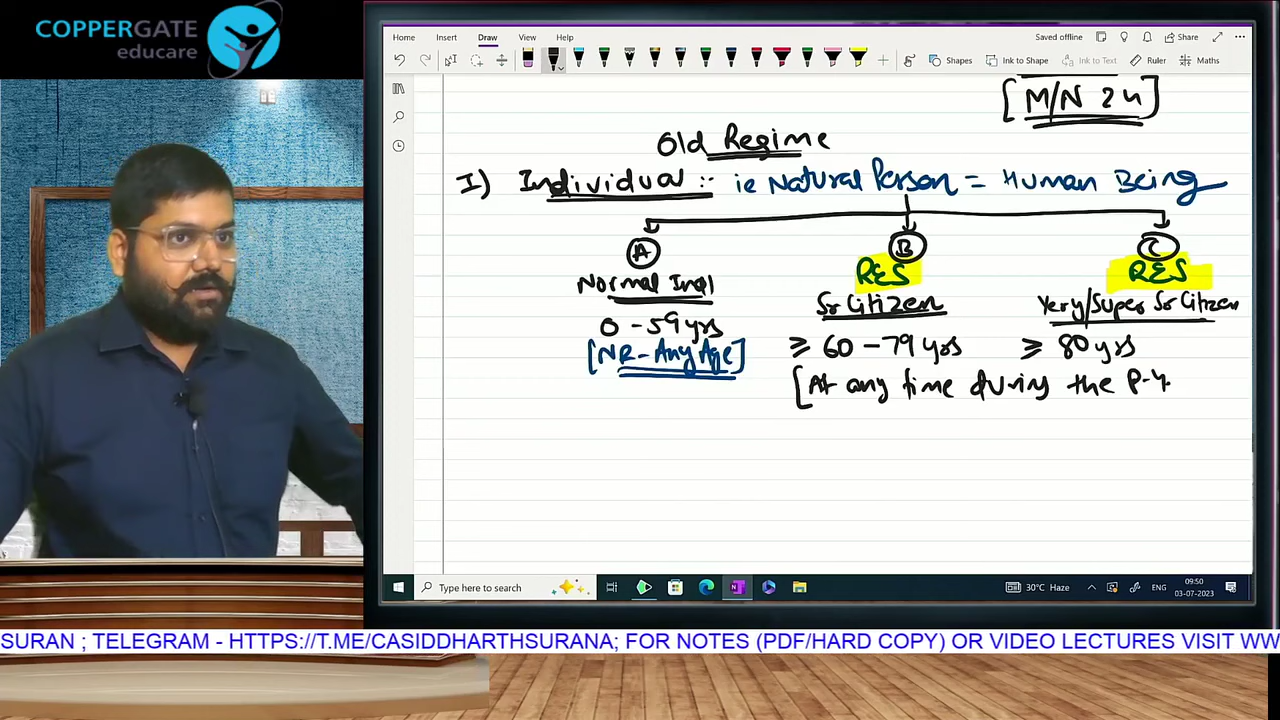 COPPERGATE
educare
Home Insert Draw View Help
Saved offline Share
Shapes Ink to Shape Ink to Text Ruler Maths
[M/N 24]
Old Regime
I) Individual :- ie Natural Person = Human Being
A B C
Normal Indl RES RES
Sr Citizen Very/Super Sr Citizen
0 - 59 yrs ≥ 60 - 79 yrs ≥ 80 yrs
[NR - Any Age]
[At any time during the P.Y.
Type here to search
30°C Haze ENG 09:50
03-07-2023
SURAN ; TELEGRAM - HTTPS://T.ME/CASIDDHARTHSURANA; FOR NOTES (PDF/HARD COPY) OR VIDEO LECTURES VISIT WW